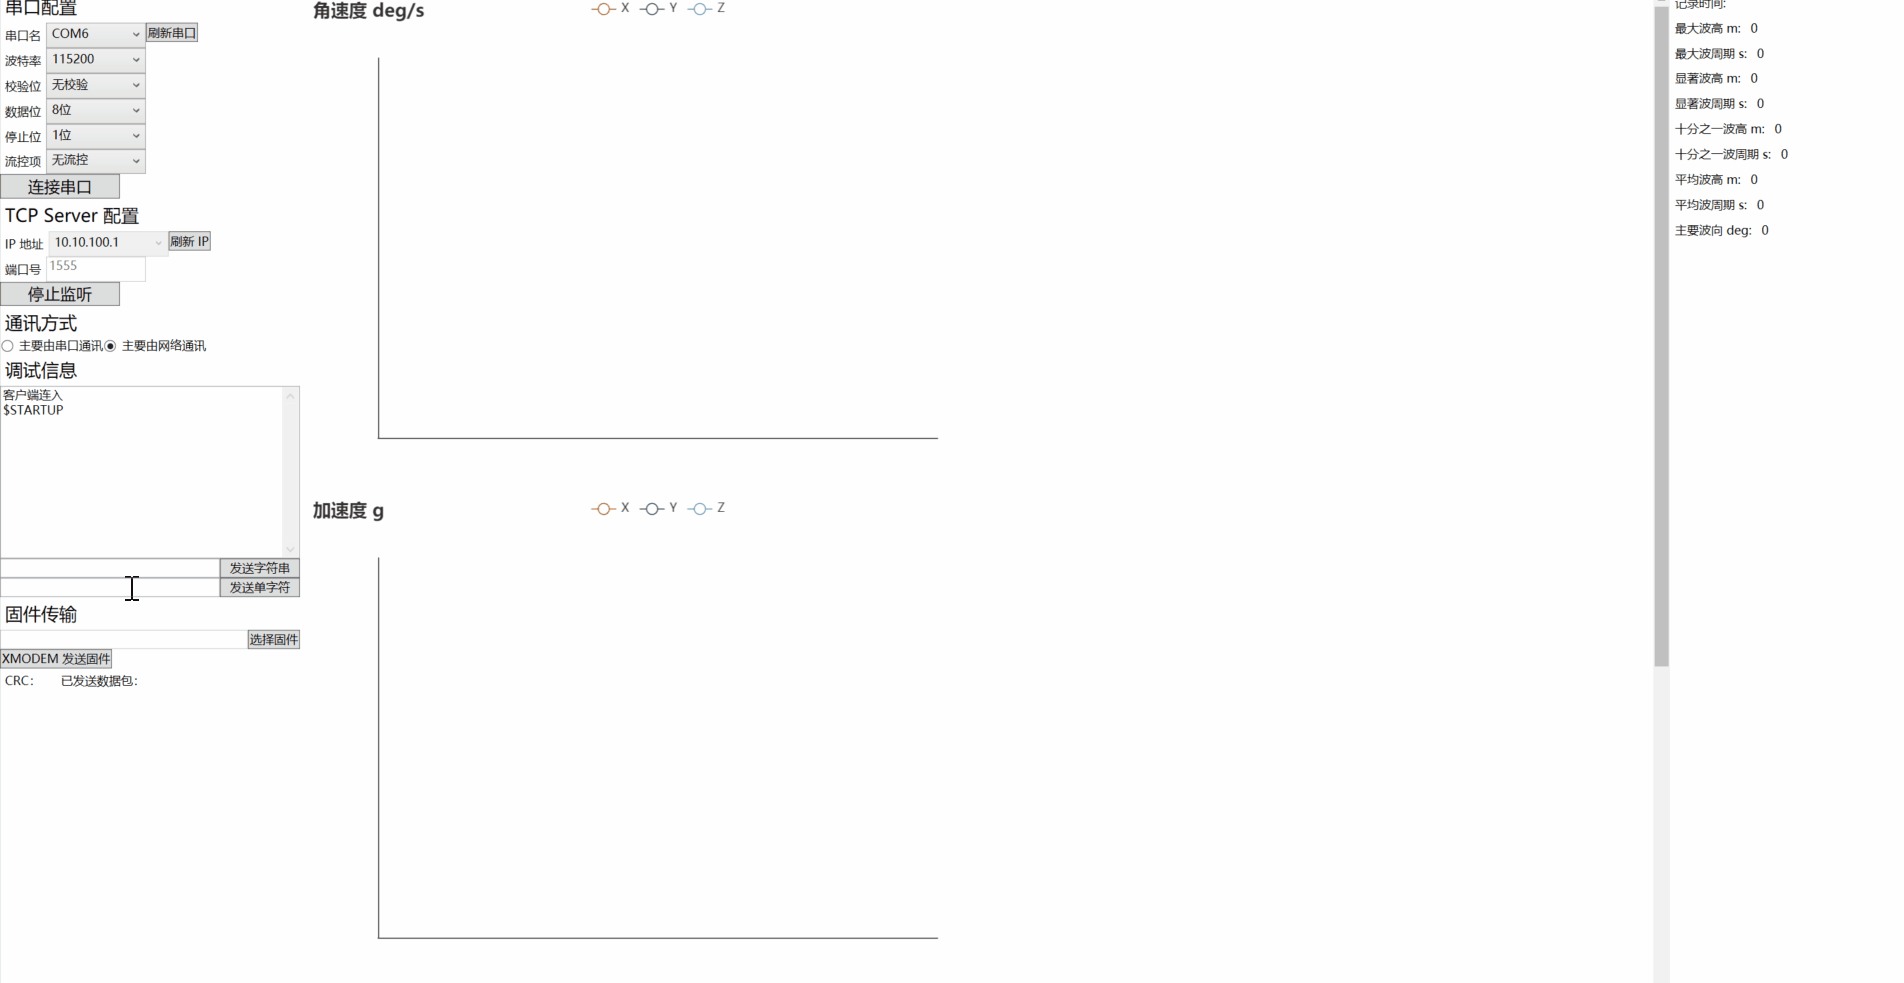 串口配置
串口名 COM6 刷新串口
波特率 115200
校验位 无校验
数据位 8位
停止位 1位
流控项 无流控
连接串口
TCP Server 配置
IP 地址 10.10.100.1 刷新 IP
端口号 1555
停止监听
通讯方式
主要由串口通讯 主要由网络通讯
调试信息
客户端连入
$STARTUP
发送字符串
发送单字符
固件传输
选择固件
XMODEM 发送固件
CRC: 已发送数据包:
角速度 deg/s
X Y Z
加速度 g
X Y Z
记录时间:
最大波高 m: 0
最大波周期 s: 0
显著波高 m: 0
显著波周期 s: 0
十分之一波高 m: 0
十分之一波周期 s: 0
平均波高 m: 0
平均波周期 s: 0
主要波向 deg: 0